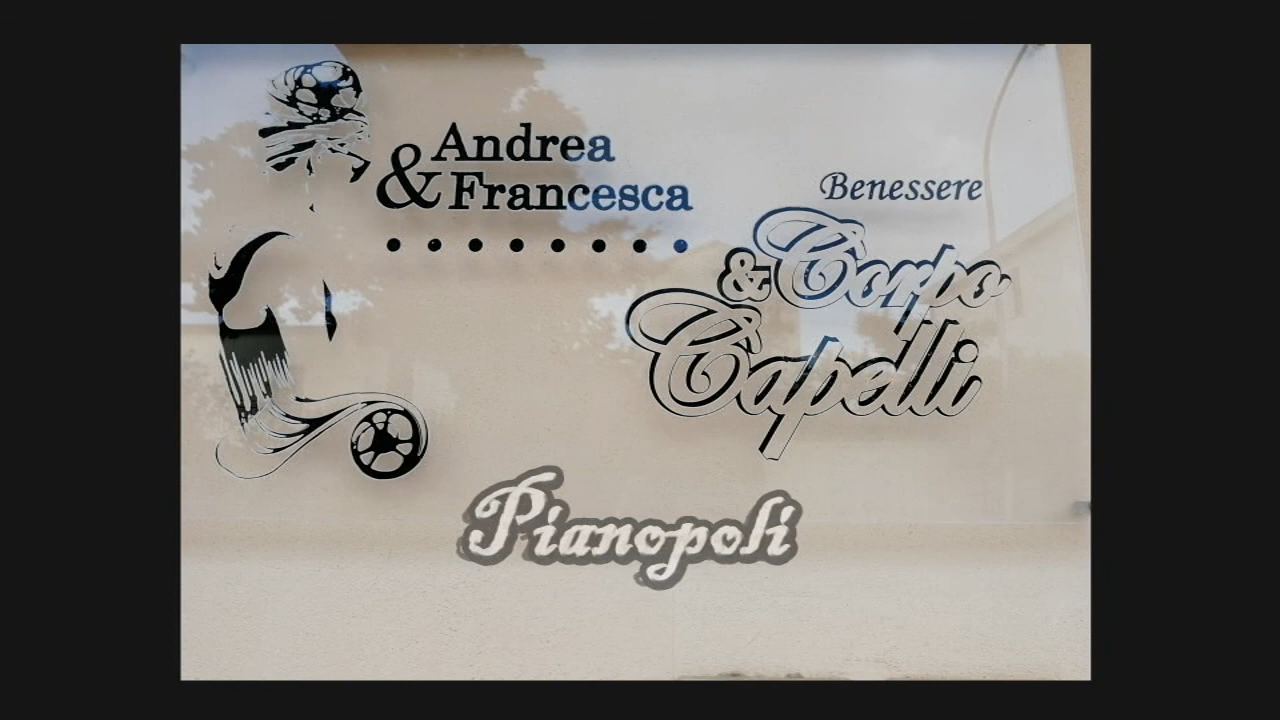 Andrea
& Francesca
Benessere
Corpo
& Capelli
Pianopoli